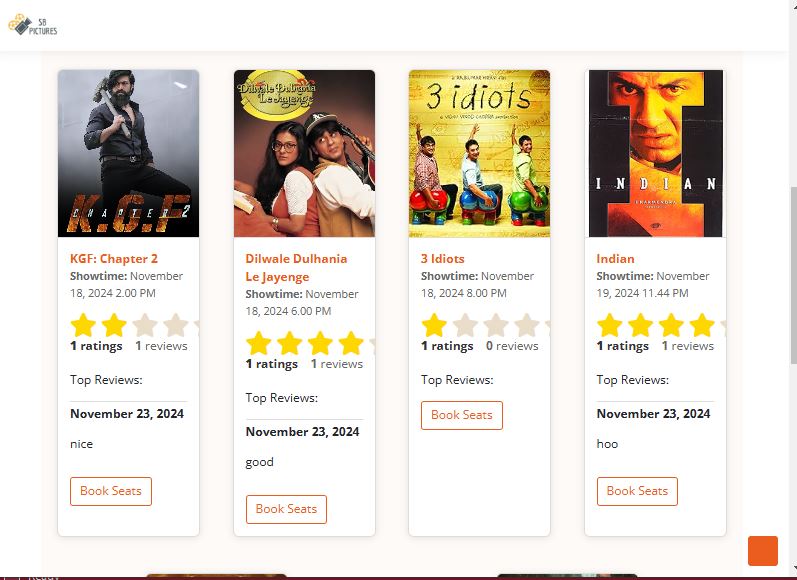 SB
PICTURES
K.G.F
CHAPTER 2
KGF: Chapter 2
Showtime: November
18, 2024 2.00 PM
1 ratings 1 reviews
Top Reviews:
November 23, 2024
nice
Book Seats
Dilwale Dulhania
Le Jayenge
Dilwale Dulhania
Le Jayenge
Showtime: November
18, 2024 6.00 PM
1 ratings 1 reviews
Top Reviews:
November 23, 2024
good
Book Seats
3 idiots
3 Idiots
Showtime: November
18, 2024 8.00 PM
1 ratings 0 reviews
Top Reviews:
Book Seats
INDIAN
DHARMENDRA
Indian
Showtime: November
19, 2024 11.44 PM
1 ratings 1 reviews
Top Reviews:
November 23, 2024
hoo
Book Seats